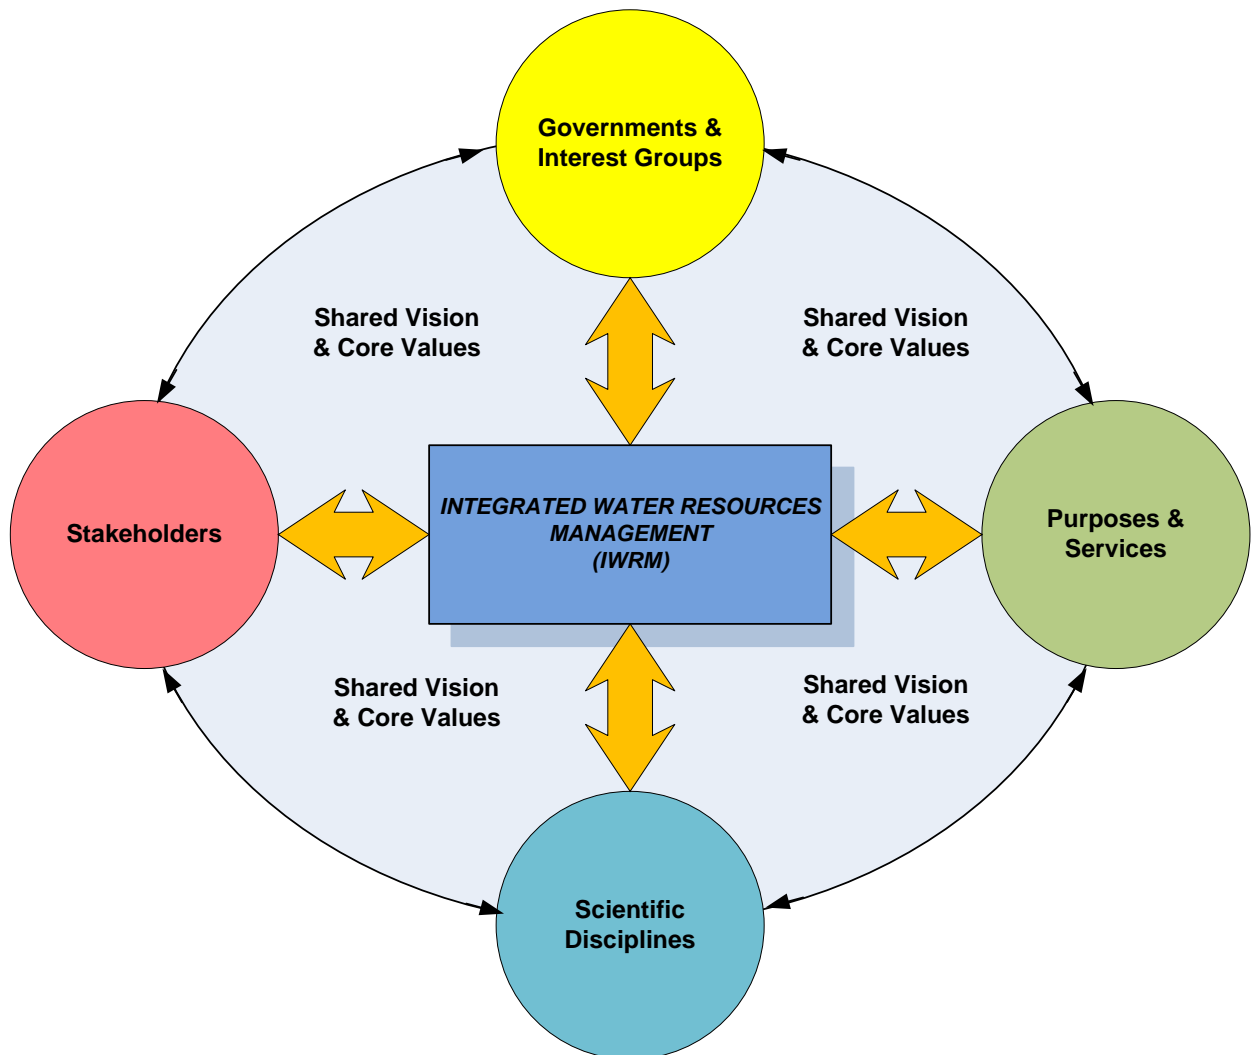 Governments &
Interest Groups
Shared Vision
& Core Values
Shared Vision
& Core Values
Stakeholders
INTEGRATED WATER RESOURCES
MANAGEMENT
(IWRM)
Purposes &
Services
Shared Vision
& Core Values
Shared Vision
& Core Values
Scientific
Disciplines